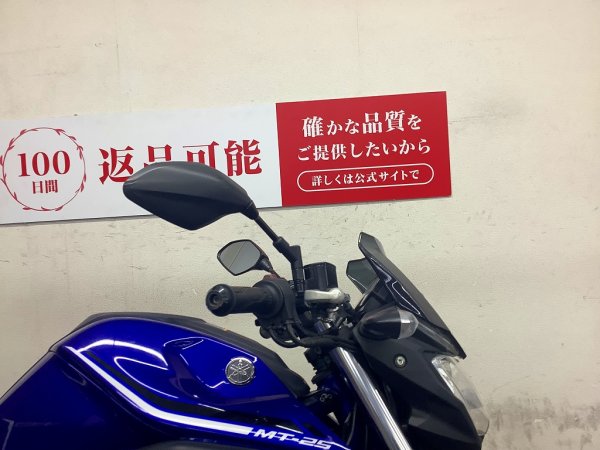 100
日間
返品可能
確かな品質を
ご提供したいから
詳しくは公式サイトで
MT-25